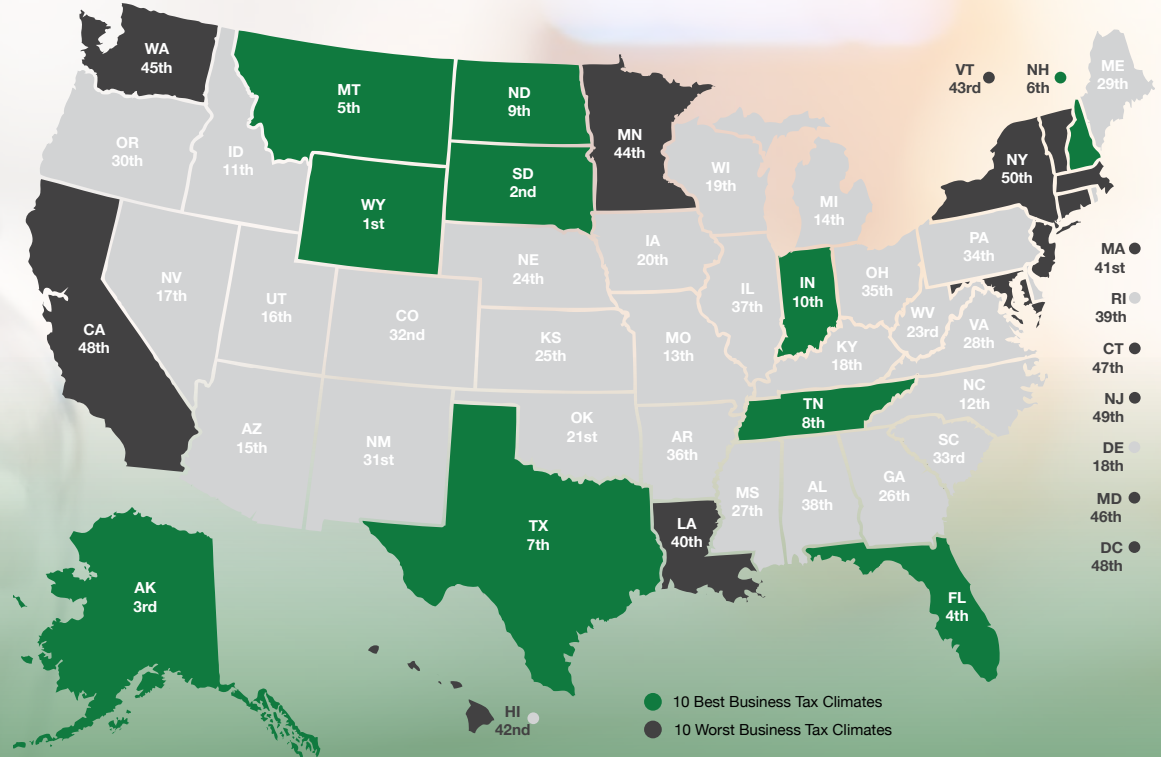 WA
45th
MT
5th
ND
9th
MN
44th
VT
43rd
NH
6th
ME
29th
OR
30th
ID
11th
SD
2nd
WI
19th
NY
50th
WY
1st
MI
14th
IA
20th
PA
34th
MA
41st
NE
24th
NV
17th
UT
16th
IL
37th
IN
10th
OH
35th
RI
39th
CO
32nd
WV
23rd
VA
28th
CA
48th
KS
25th
MO
13th
KY
18th
CT
47th
NC
12th
NJ
49th
TN
8th
AZ
15th
NM
31st
OK
21st
AR
36th
SC
33rd
DE
18th
MS
27th
AL
38th
GA
26th
MD
46th
TX
7th
LA
40th
DC
48th
AK
3rd
FL
4th
HI
42nd
10 Best Business Tax Climates
10 Worst Business Tax Climates